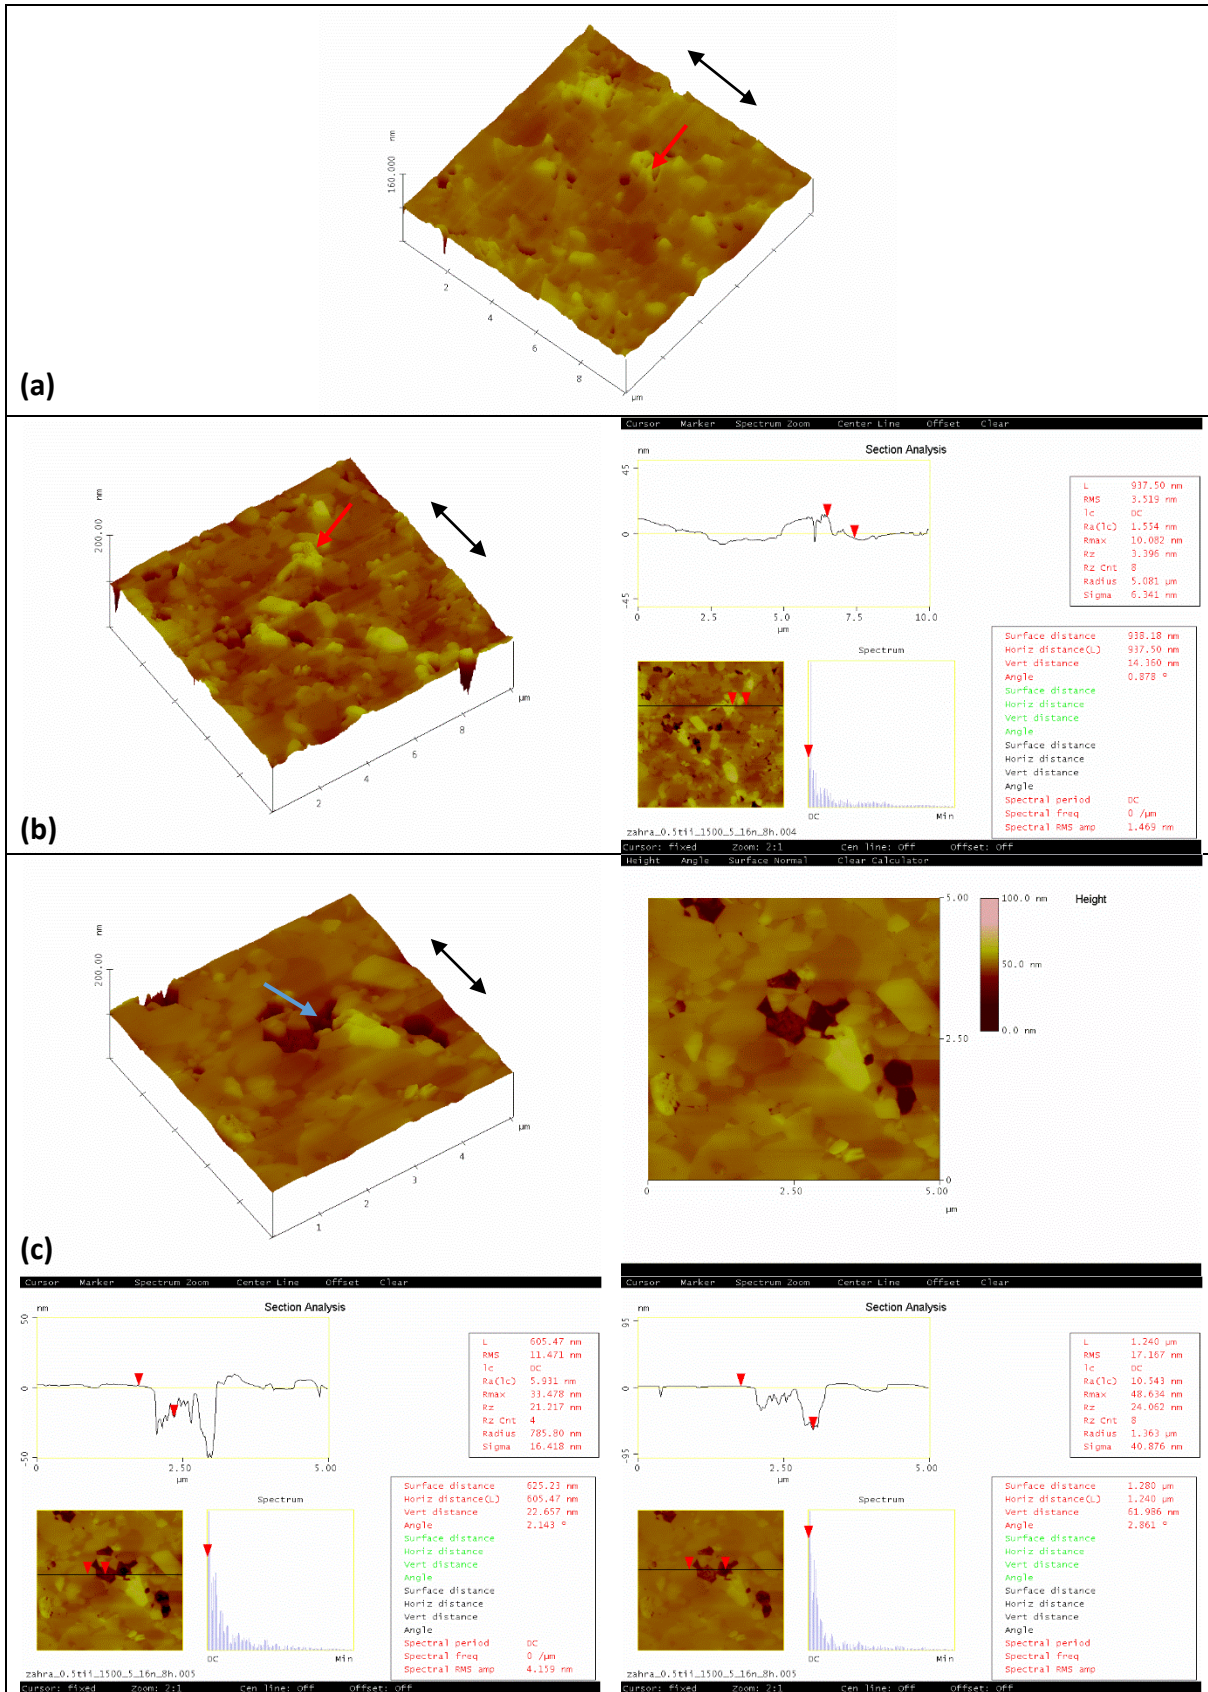 nm
160.000
2
4
6
8
µm
(a)
nm
200.00
2
4
6
8
µm
(b)
Cursor Marker Spectrum Zoom Center Line Offset Clear
Section Analysis
nm
45
0
-45
0 2.5 5.0 7.5 10.0
µm
L 937.50 nm
RMS 3.519 nm
lc DC
Ra(lc) 1.554 nm
Rmax 10.082 nm
Rz 3.396 nm
Rz Cnt 8
Radius 5.081 µm
Sigma 6.341 nm
Spectrum
DC Min
Surface distance 938.18 nm
Horiz distance(L) 937.50 nm
Vert distance 14.360 nm
Angle 0.878 °
Surface distance
Horiz distance
Vert distance
Angle
Surface distance
Horiz distance
Vert distance
Angle
Spectral period DC
Spectral freq 0 /µm
Spectral RMS amp 1.469 nm
zahra_0.5tii_1500_5_16n_8h.004
Cursor: fixed Zoom: 2:1 Cen line: Off Offset: Off
nm
200.00
1
2
3
4
µm
(c)
Height Angle Surface Normal Clear Calculator
5.00
2.50
0
0 2.50 5.00
µm
100.0 nm
50.0 nm
0.0 nm
Height
Cursor Marker Spectrum Zoom Center Line Offset Clear
Section Analysis
nm
50
0
-50
0 2.50 5.00
µm
L 605.47 nm
RMS 11.471 nm
lc DC
Ra(lc) 5.931 nm
Rmax 33.478 nm
Rz 21.217 nm
Rz Cnt 4
Radius 785.80 nm
Sigma 16.418 nm
Spectrum
DC Min
Surface distance 625.23 nm
Horiz distance(L) 605.47 nm
Vert distance 22.657 nm
Angle 2.143 °
Surface distance
Horiz distance
Vert distance
Angle
Surface distance
Horiz distance
Vert distance
Angle
Spectral period DC
Spectral freq 0 /µm
Spectral RMS amp 4.159 nm
zahra_0.5tii_1500_5_16n_8h.005
Cursor: fixed Zoom: 2:1 Cen line: Off Offset: Off
Cursor Marker Spectrum Zoom Center Line Offset Clear
Section Analysis
nm
95
0
-95
0 2.50 5.00
µm
L 1.240 µm
RMS 17.167 nm
lc DC
Ra(lc) 10.543 nm
Rmax 48.634 nm
Rz 24.062 nm
Rz Cnt 8
Radius 1.363 µm
Sigma 40.876 nm
Spectrum
DC Min
Surface distance 1.280 µm
Horiz distance(L) 1.240 µm
Vert distance 61.986 nm
Angle 2.861 °
Surface distance
Horiz distance
Vert distance
Angle
Surface distance
Horiz distance
Vert distance
Angle
Spectral period
Spectral freq
Spectral RMS amp
zahra_0.5tii_1500_5_16n_8h.005
Cursor: fixed Zoom: 2:1 Cen line: Off Offset: Off